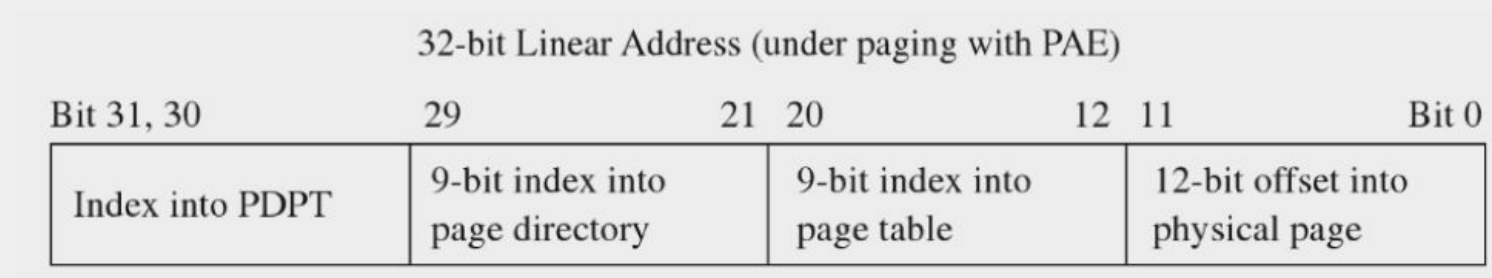 32-bit Linear Address (under paging with PAE)
Bit 31, 30 29 21 20 12 11 Bit 0
Index into PDPT
9-bit index into
page directory
9-bit index into
page table
12-bit offset into
physical page